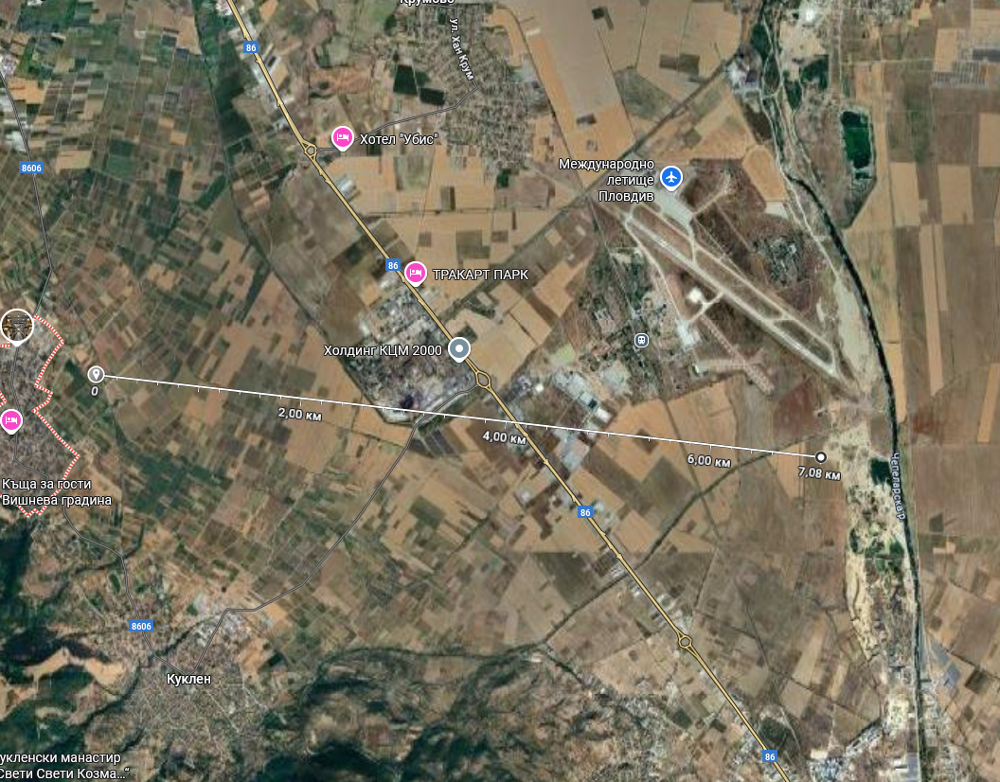 Крумово
ул. Хан Крум
86
Хотел "Убис"
Международно
летище
Пловдив
8606
86
ТРАКАРТ ПАРК
Холдинг КЦМ 2000
0
2,00 км
4,00 км
6,00 км
7,08 км
Чепеларска р.
Къща за гости
Вишнева градина
86
8606
Куклен
86
укленски манастир
Свети Свети Козма..."